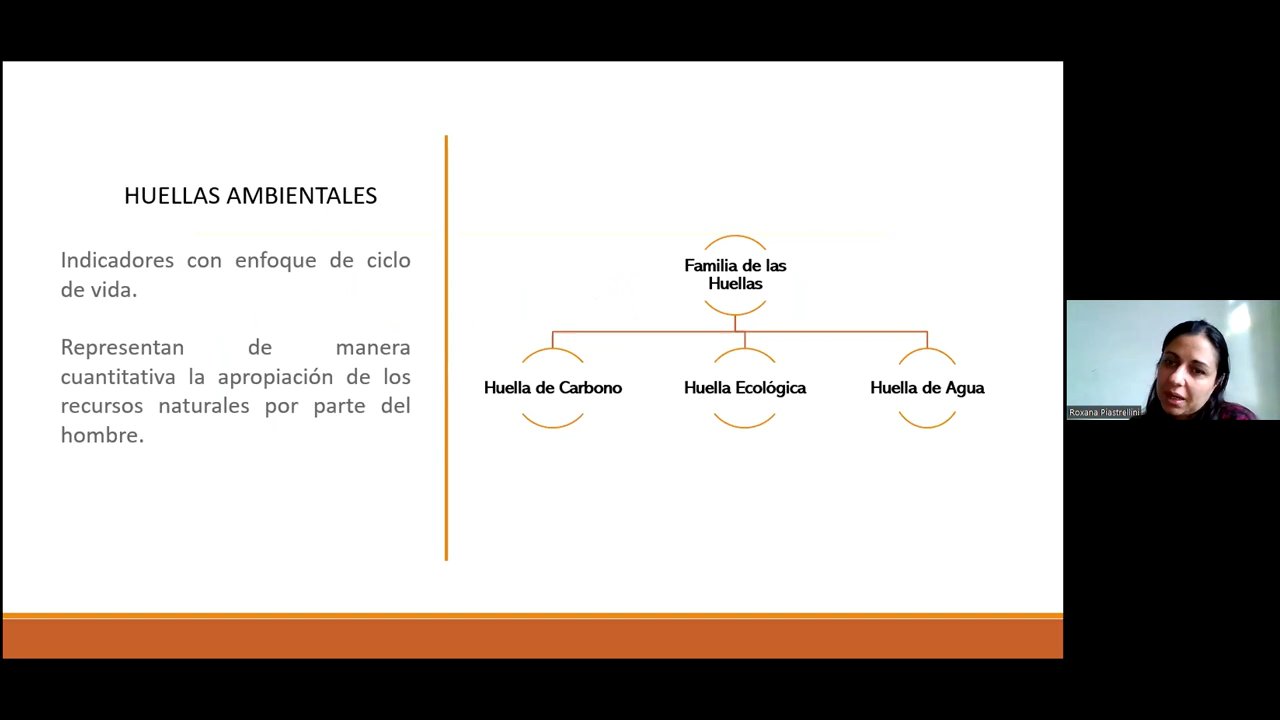 HUELLAS AMBIENTALES
Indicadores con enfoque de ciclo
de vida.
Representan de manera
cuantitativa la apropiación de los
recursos naturales por parte del
hombre.
Familia de las
Huellas
Huella de Carbono
Huella Ecológica
Huella de Agua
Roxana Piastrellini